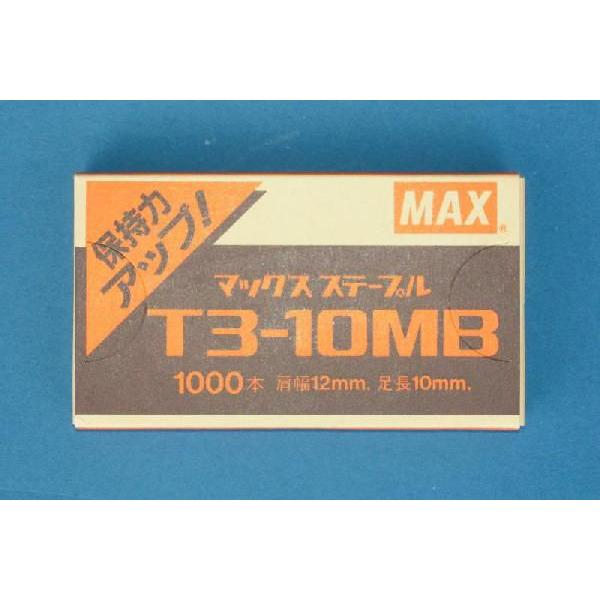 保持力
アップ!
MAX®
マックス ステープル
T3-10MB
1000本 肩幅12mm. 足長10mm.